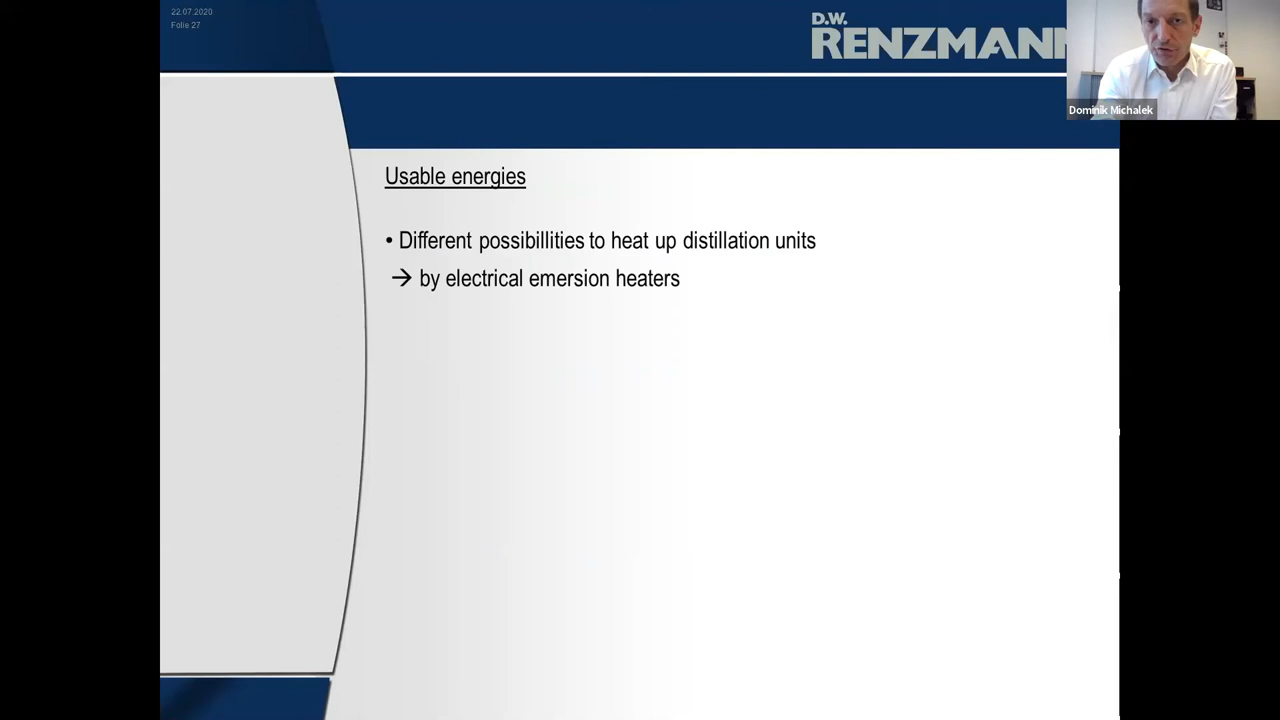 22.07.2020
Folie 27
D.W.
RENZMANN
Dominik Michalek
Usable energies
• Different possibillities to heat up distillation units
→ by electrical emersion heaters